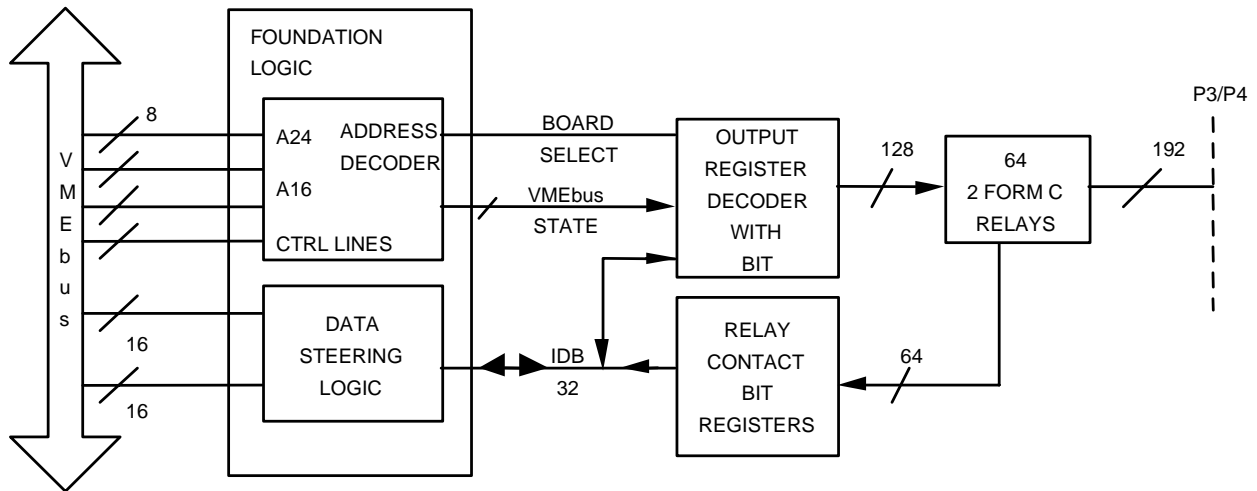 VMEbus
FOUNDATION
LOGIC
8
A24
A16
CTRL LINES
ADDRESS
DECODER
BOARD
SELECT
VMEbus
STATE
OUTPUT
REGISTER
DECODER
WITH
BIT
128
64
2 FORM C
RELAYS
192
P3/P4
16
16
DATA
STEERING
LOGIC
IDB
32
RELAY
CONTACT
BIT
REGISTERS
64